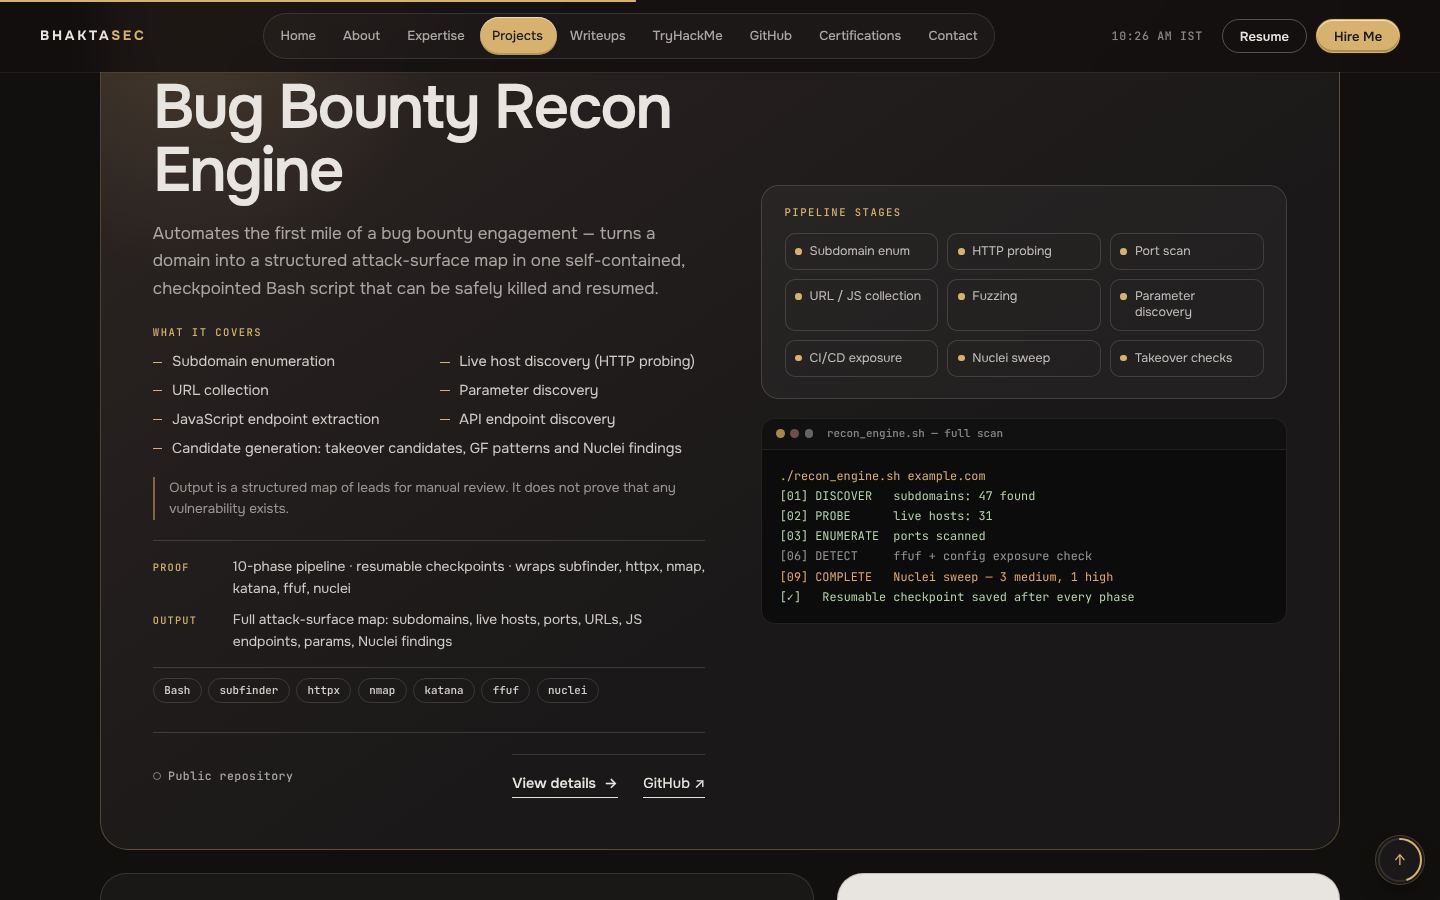 BHAKTASEC
Home
About
Expertise
Projects
Writeups
TryHackMe
GitHub
Certifications
Contact
10:26 AM IST
Resume
Hire Me
Bug Bounty Recon
Engine
Automates the first mile of a bug bounty engagement — turns a
domain into a structured attack-surface map in one self-contained,
checkpointed Bash script that can be safely killed and resumed.
WHAT IT COVERS
— Subdomain enumeration
— Live host discovery (HTTP probing)
— URL collection
— Parameter discovery
— JavaScript endpoint extraction
— API endpoint discovery
— Candidate generation: takeover candidates, GF patterns and Nuclei findings
Output is a structured map of leads for manual review. It does not prove that any
vulnerability exists.
PROOF
10-phase pipeline · resumable checkpoints · wraps subfinder, httpx, nmap,
katana, ffuf, nuclei
OUTPUT
Full attack-surface map: subdomains, live hosts, ports, URLs, JS
endpoints, params, Nuclei findings
Bash
subfinder
httpx
nmap
katana
ffuf
nuclei
Public repository
View details →
GitHub ↗
PIPELINE STAGES
Subdomain enum
HTTP probing
Port scan
URL / JS collection
Fuzzing
Parameter
discovery
CI/CD exposure
Nuclei sweep
Takeover checks
recon_engine.sh — full scan
./recon_engine.sh example.com
[01] DISCOVER subdomains: 47 found
[02] PROBE live hosts: 31
[03] ENUMERATE ports scanned
[06] DETECT ffuf + config exposure check
[09] COMPLETE Nuclei sweep — 3 medium, 1 high
[✓] Resumable checkpoint saved after every phase
↑